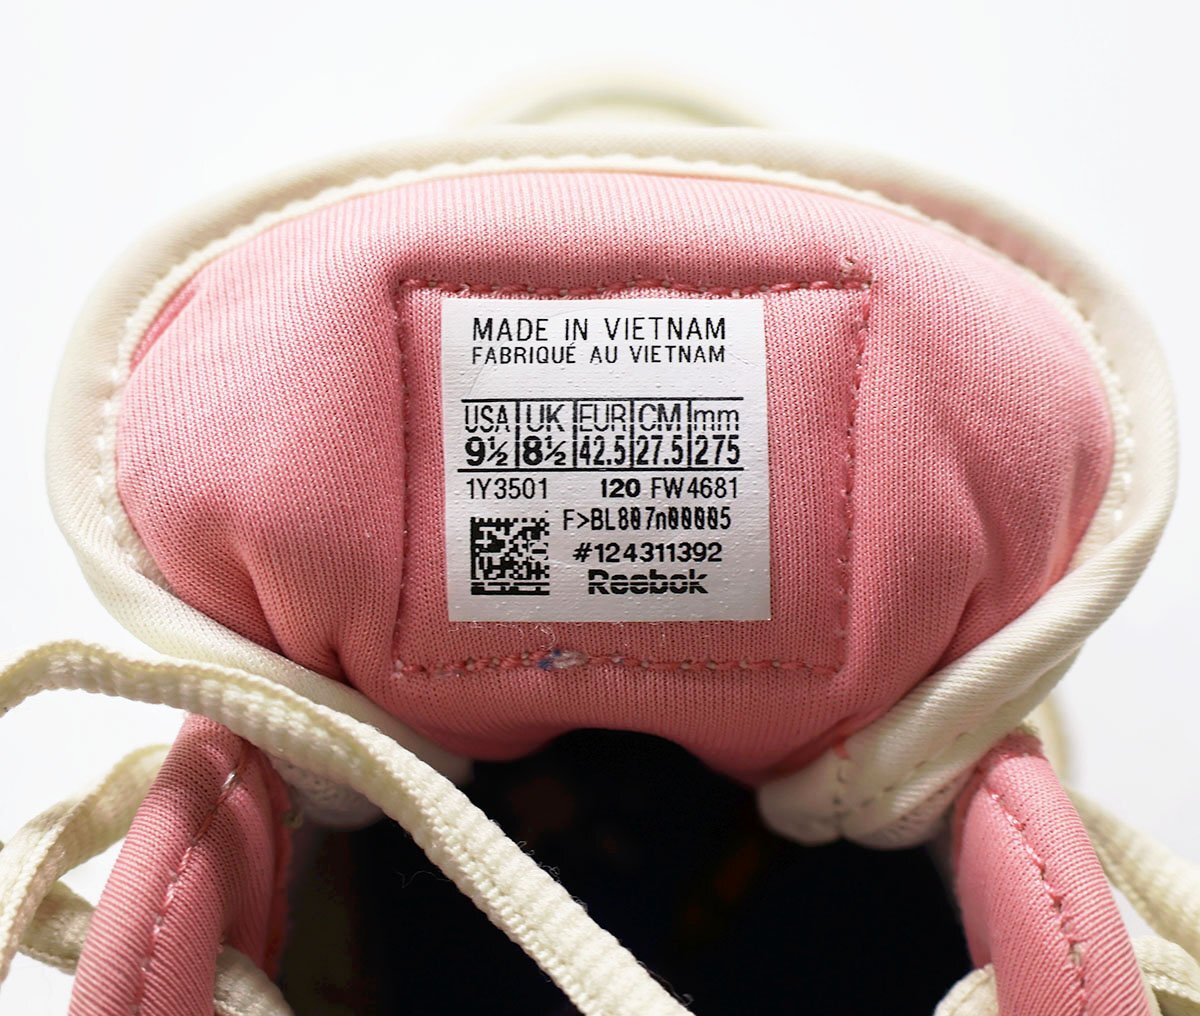 MADE IN VIETNAM
FABRIQUÉ AU VIETNAM
USA UK EUR CM mm
9½ 8½ 42.5 27.5 275
1Y3501 120 FW4681
F>BL807n00005
#124311392
Reebok